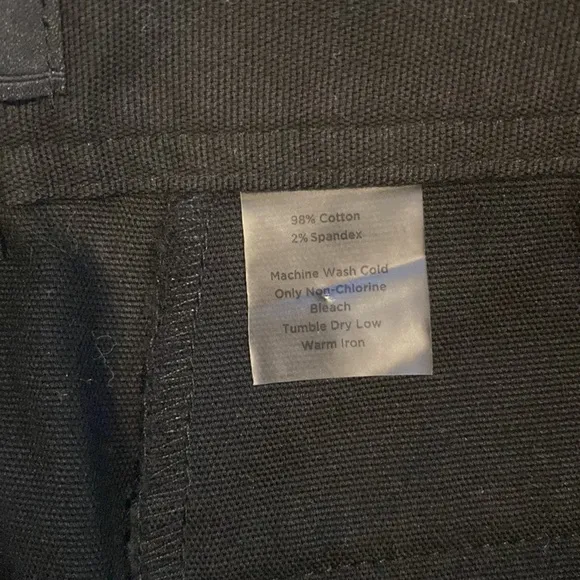 98% Cotton
2% Spandex
Machine Wash Cold
Only Non-Chlorine
Bleach
Tumble Dry Low
Warm Iron